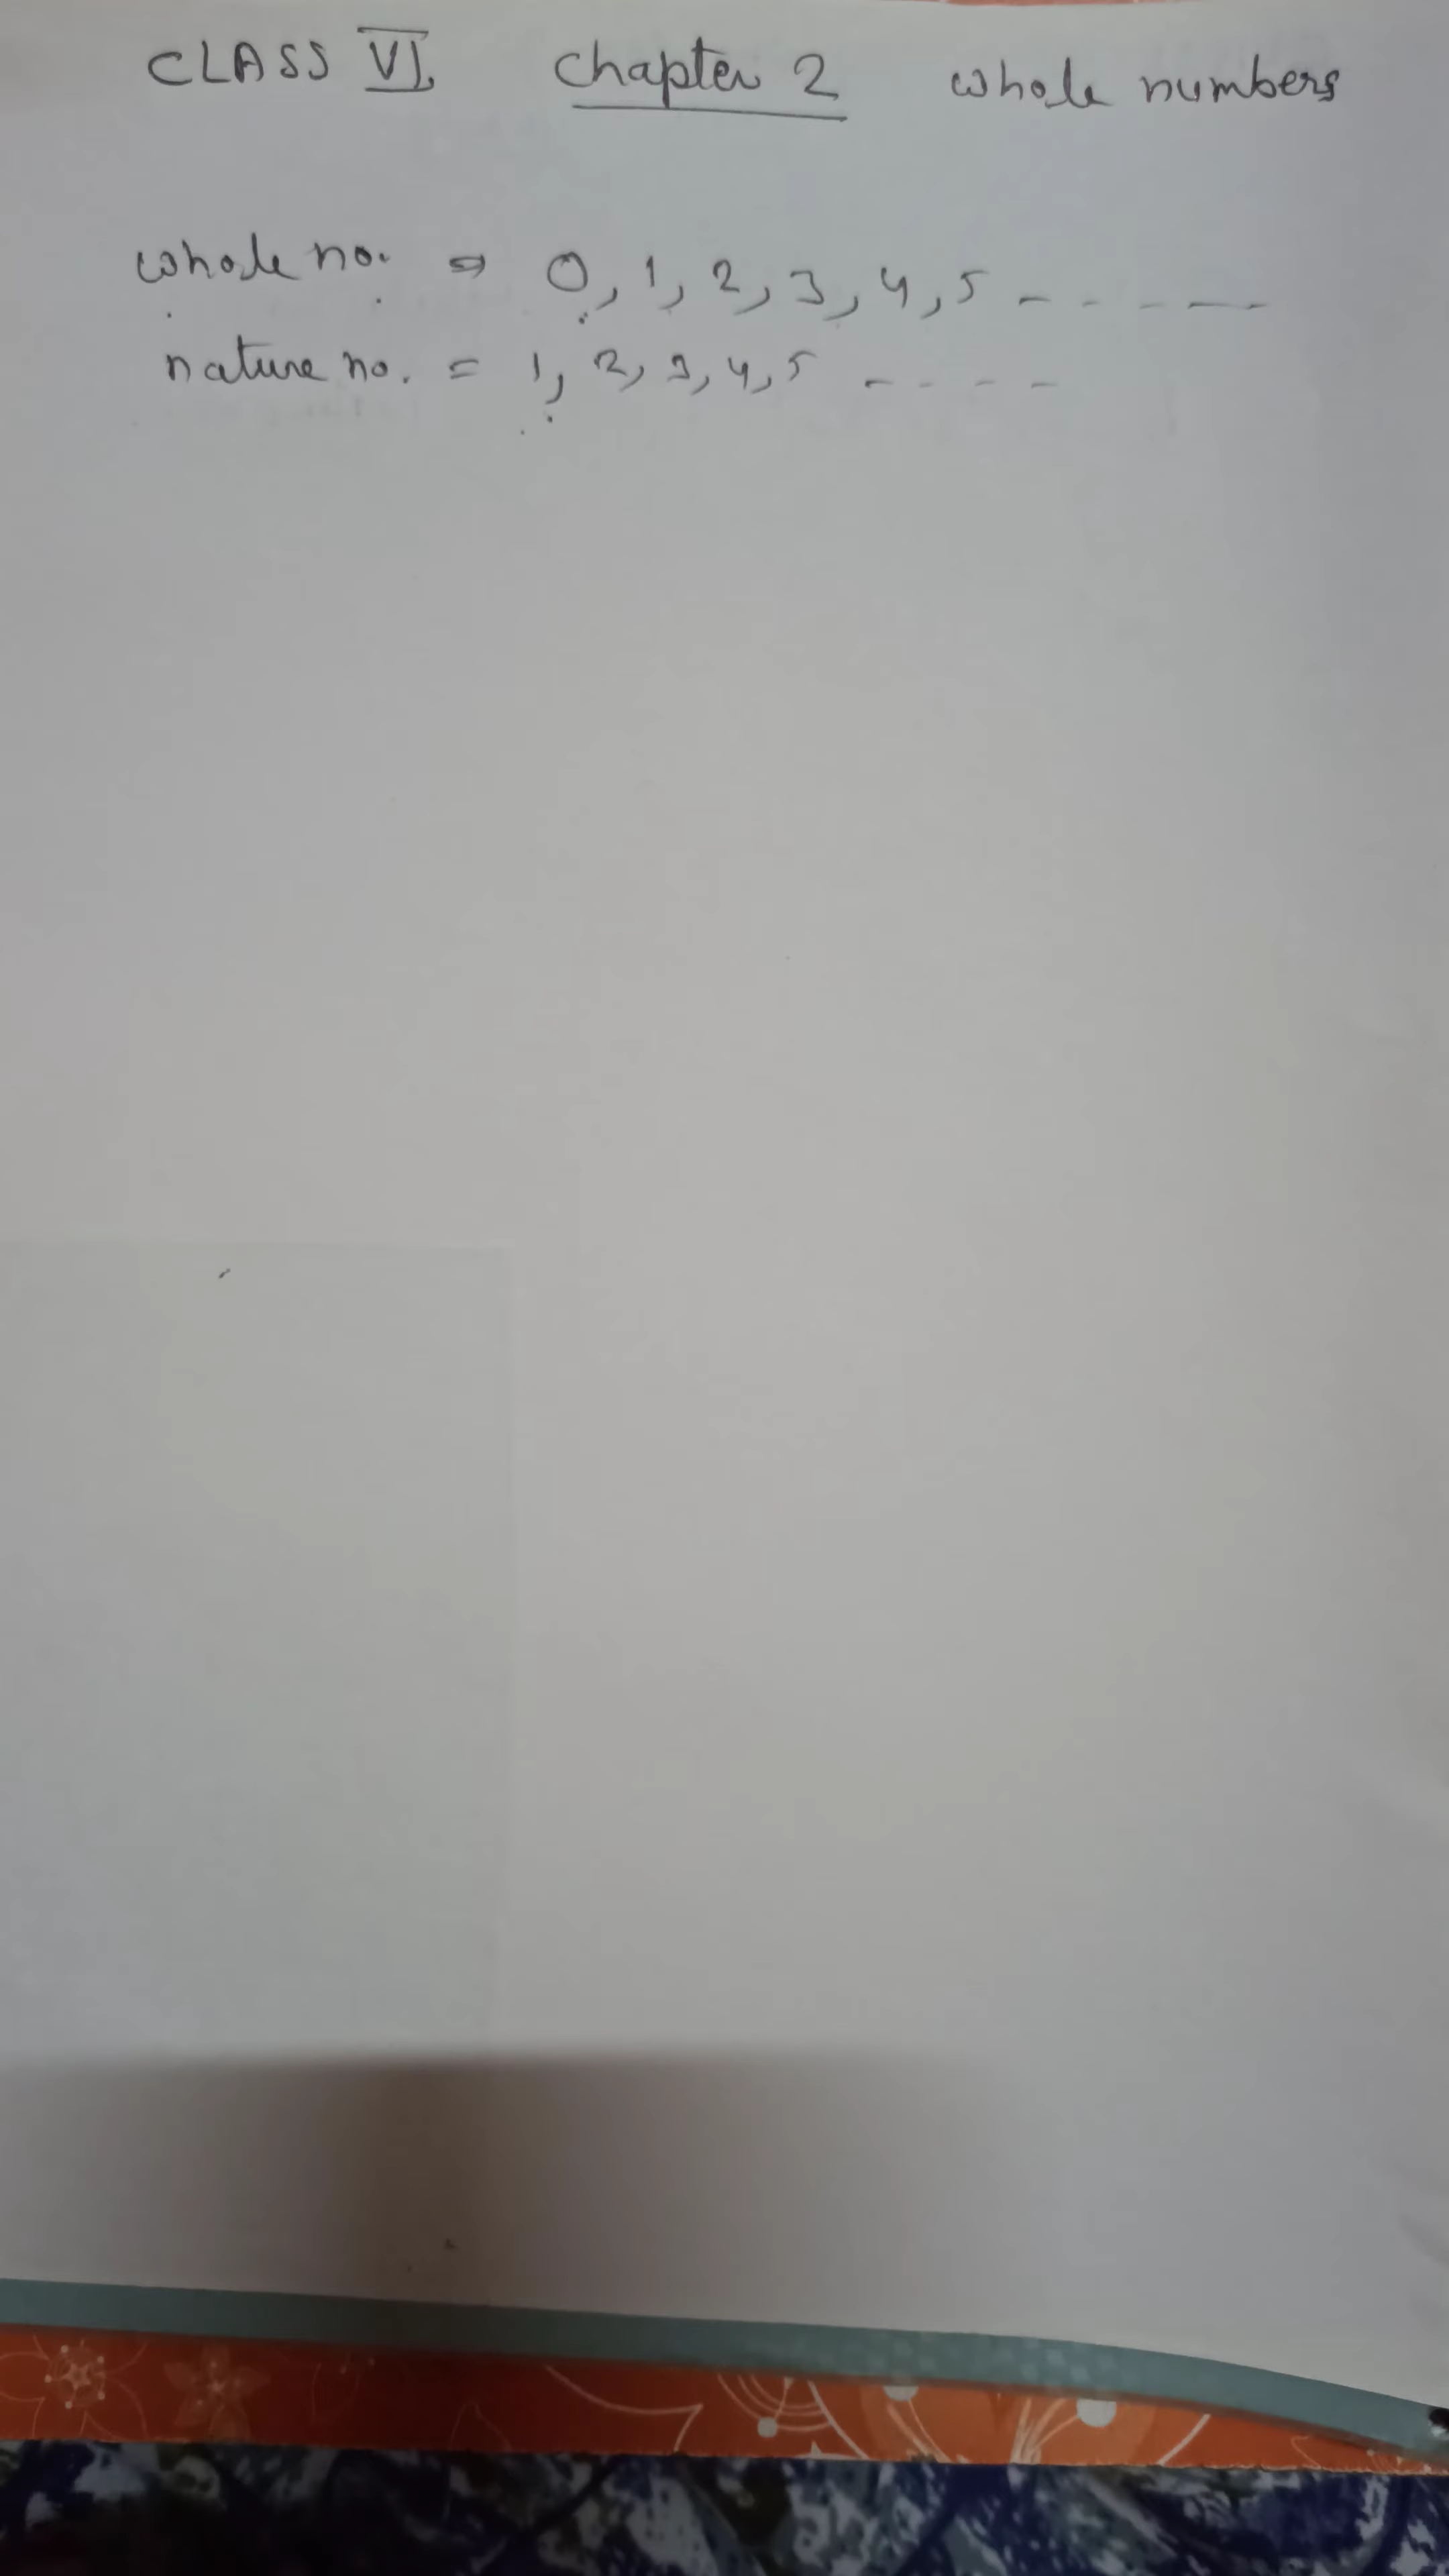 CLASS VI. Chapter 2 whole numbers
whole no. ⇒ 0, 1, 2, 3, 4, 5 - - - - -
nature no. = 1, 2, 3, 4, 5 - - - -